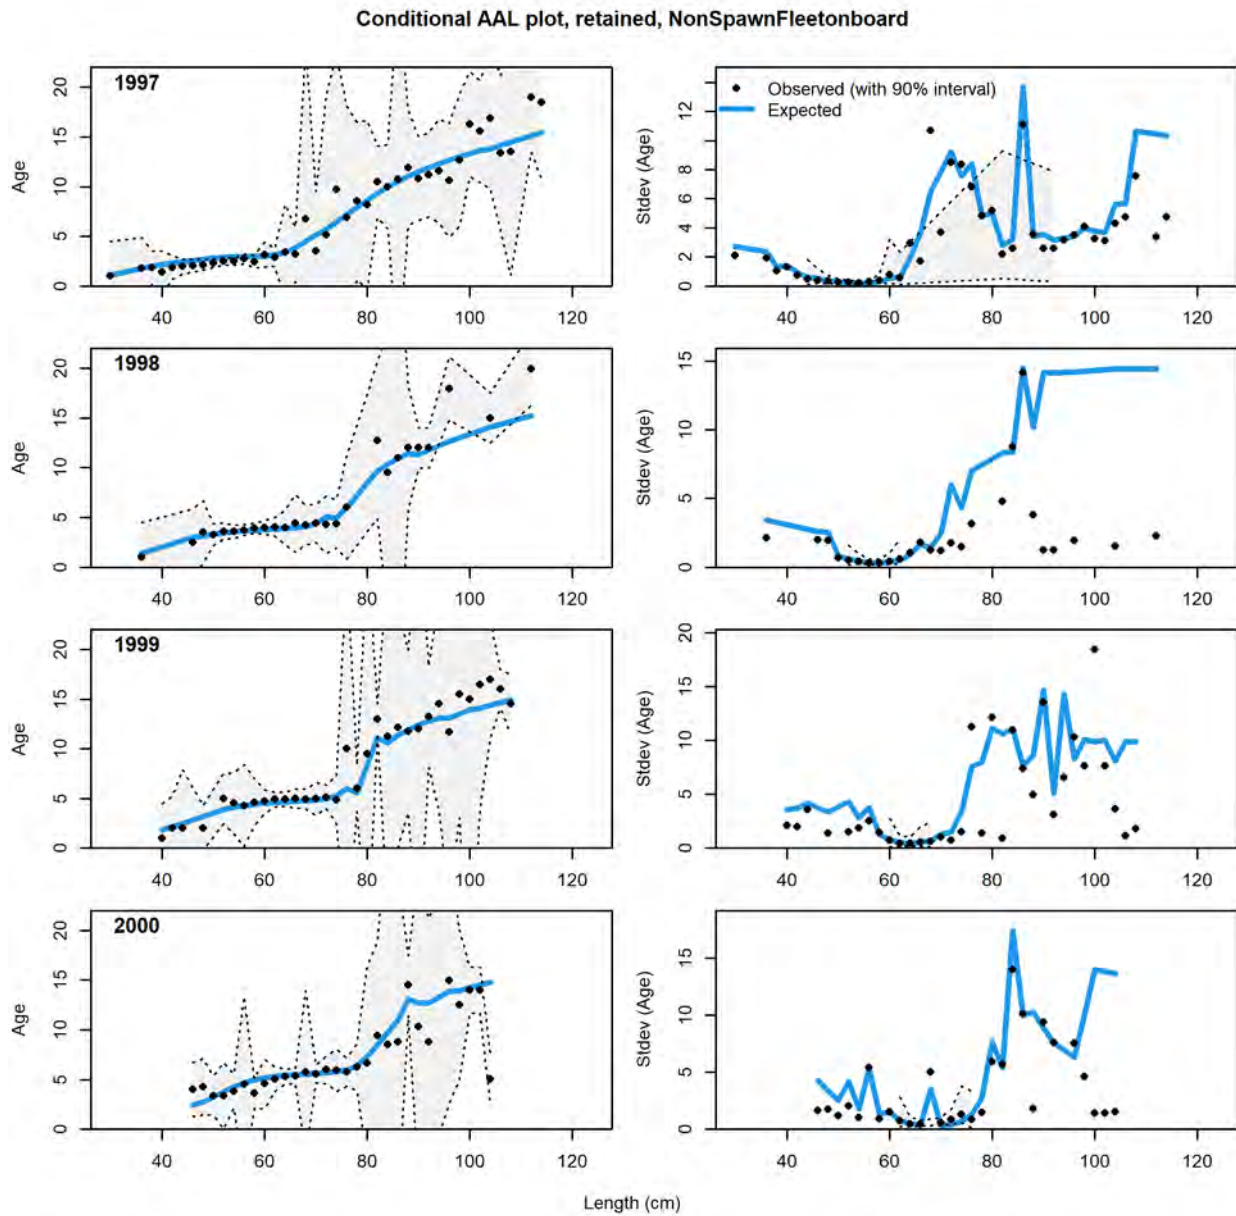 Conditional AAL plot, retained, NonSpawnFleetonboard
1997
Age
0 5 10 15 20
40 60 80 100 120
Observed (with 90% interval)
Expected
Stdev (Age)
0 2 4 6 8 12
40 60 80 100 120
1998
Age
0 5 10 15 20
40 60 80 100 120
Stdev (Age)
0 5 10 15
40 60 80 100 120
1999
Age
0 5 10 15 20
40 60 80 100 120
Stdev (Age)
0 5 10 15 20
40 60 80 100 120
2000
Age
0 5 10 15 20
40 60 80 100 120
Stdev (Age)
0 5 10 15
40 60 80 100 120
Length (cm)